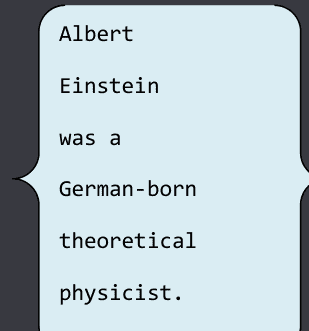 Albert
Einstein
was a
German-born
theoretical
physicist.